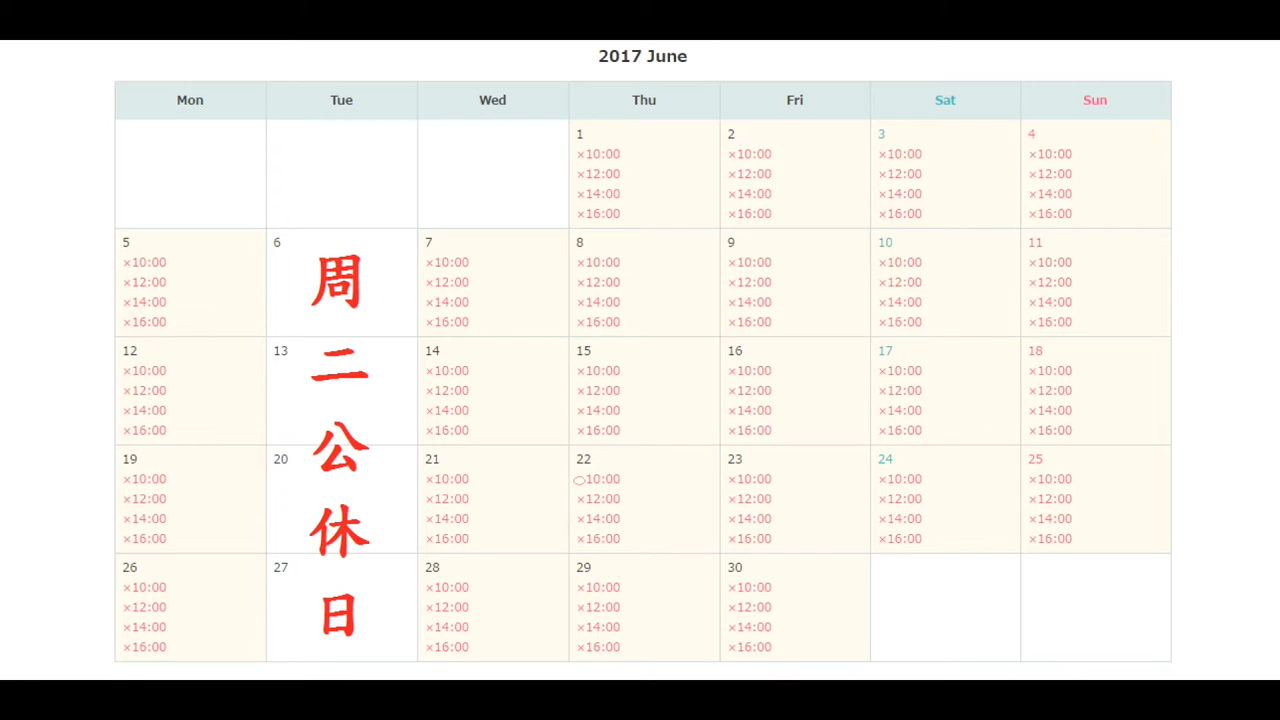 2017 June
Mon Tue Wed Thu Fri Sat Sun
1 2 3 4
×10:00 ×10:00 ×10:00 ×10:00
×12:00 ×12:00 ×12:00 ×12:00
×14:00 ×14:00 ×14:00 ×14:00
×16:00 ×16:00 ×16:00 ×16:00
5 6 7 8 9 10 11
×10:00 ×10:00 ×10:00 ×10:00 ×10:00 ×10:00
×12:00 ×12:00 ×12:00 ×12:00 ×12:00 ×12:00
×14:00 ×14:00 ×14:00 ×14:00 ×14:00 ×14:00
×16:00 ×16:00 ×16:00 ×16:00 ×16:00 ×16:00
12 13 14 15 16 17 18
×10:00 ×10:00 ×10:00 ×10:00 ×10:00 ×10:00
×12:00 ×12:00 ×12:00 ×12:00 ×12:00 ×12:00
×14:00 ×14:00 ×14:00 ×14:00 ×14:00 ×14:00
×16:00 ×16:00 ×16:00 ×16:00 ×16:00 ×16:00
19 20 21 22 23 24 25
×10:00 ×10:00 ○10:00 ×10:00 ×10:00 ×10:00
×12:00 ×12:00 ×12:00 ×12:00 ×12:00 ×12:00
×14:00 ×14:00 ×14:00 ×14:00 ×14:00 ×14:00
×16:00 ×16:00 ×16:00 ×16:00 ×16:00 ×16:00
26 27 28 29 30
×10:00 ×10:00 ×10:00 ×10:00
×12:00 ×12:00 ×12:00 ×12:00
×14:00 ×14:00 ×14:00 ×14:00
×16:00 ×16:00 ×16:00 ×16:00
周二公休日